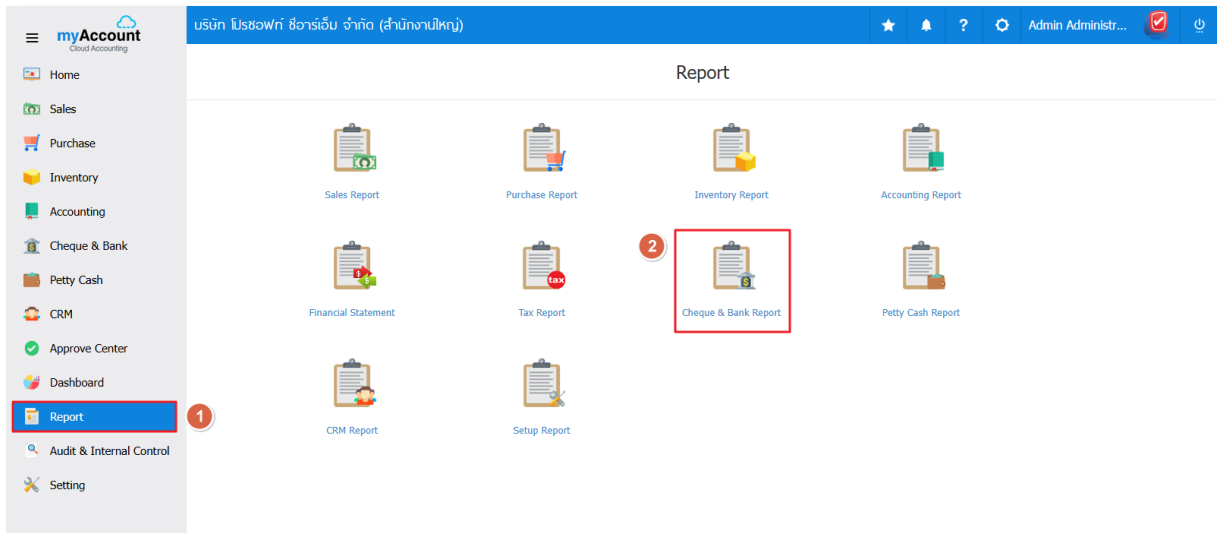 myAccount
Cloud Accounting
บริษัท โปรซอฟท์ ซีอาร์เอ็ม จำกัด (สำนักงานใหญ่)
?
Admin Administr...
Home
Sales
Purchase
Inventory
Accounting
Cheque & Bank
Petty Cash
CRM
Approve Center
Dashboard
Report
1
Audit & Internal Control
Setting
Report
Sales Report
Purchase Report
Inventory Report
Accounting Report
2
Financial Statement
tax
Tax Report
Cheque & Bank Report
Petty Cash Report
CRM Report
Setup Report